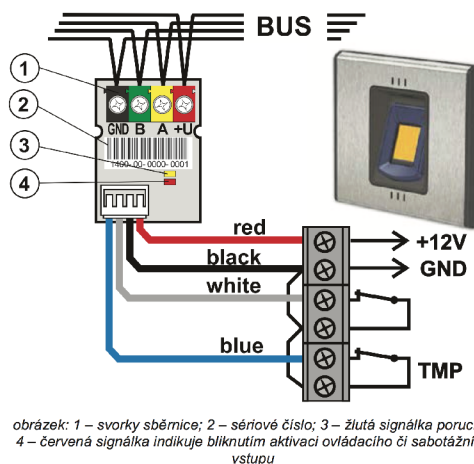 BUS
1
2
GND B A +U
1400-00-0000-0001
3
4
red
+12V
black
GND
white
blue
TMP
obrázek: 1 – svorky sběrnice; 2 – sériové číslo; 3 – žlutá signálka poruc
4 – červená signálka indikuje bliknutím aktivaci ovládacího či sabotážní
vstupu